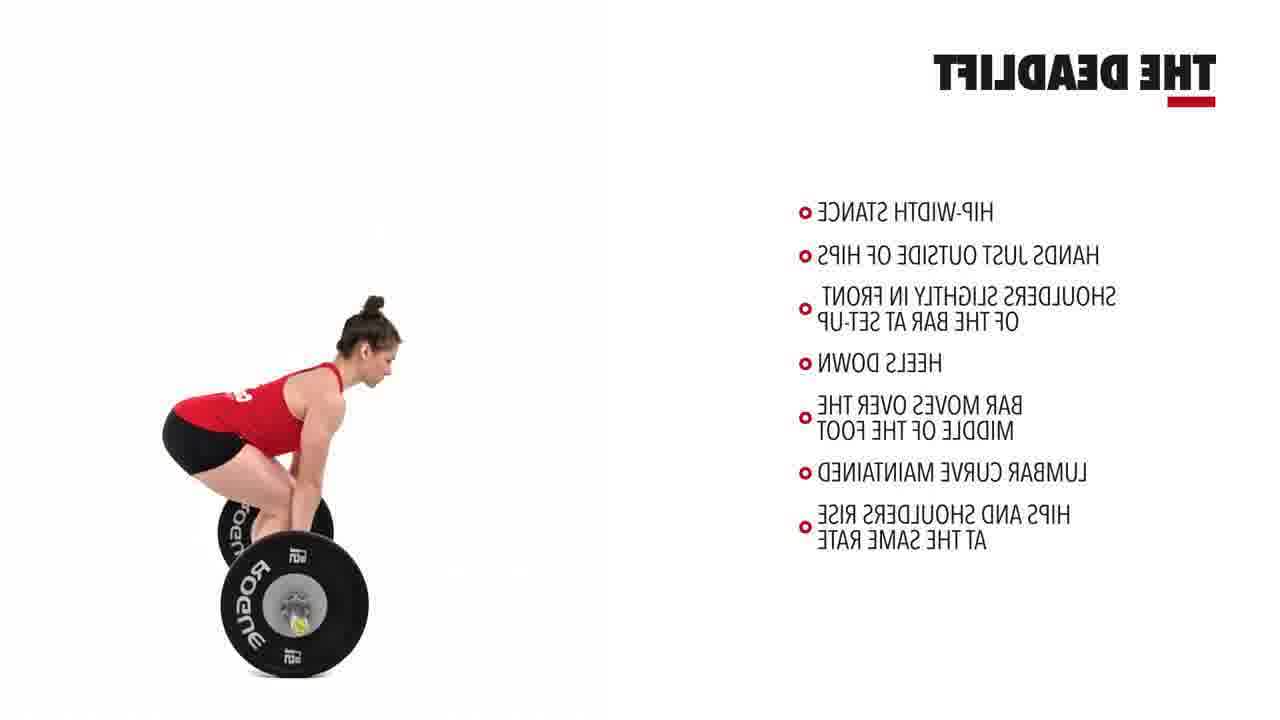 THE DEADLIFT
HIP-WIDTH STANCE
HANDS JUST OUTSIDE OF HIPS
SHOULDERS SLIGHTLY IN FRONT
OF THE BAR AT SET-UP
HEELS DOWN
BAR MOVES OVER THE
MIDDLE OF THE FOOT
LUMBAR CURVE MAINTAINED
HIPS AND SHOULDERS RISE
AT THE SAME RATE
ROGUE
ROGUE